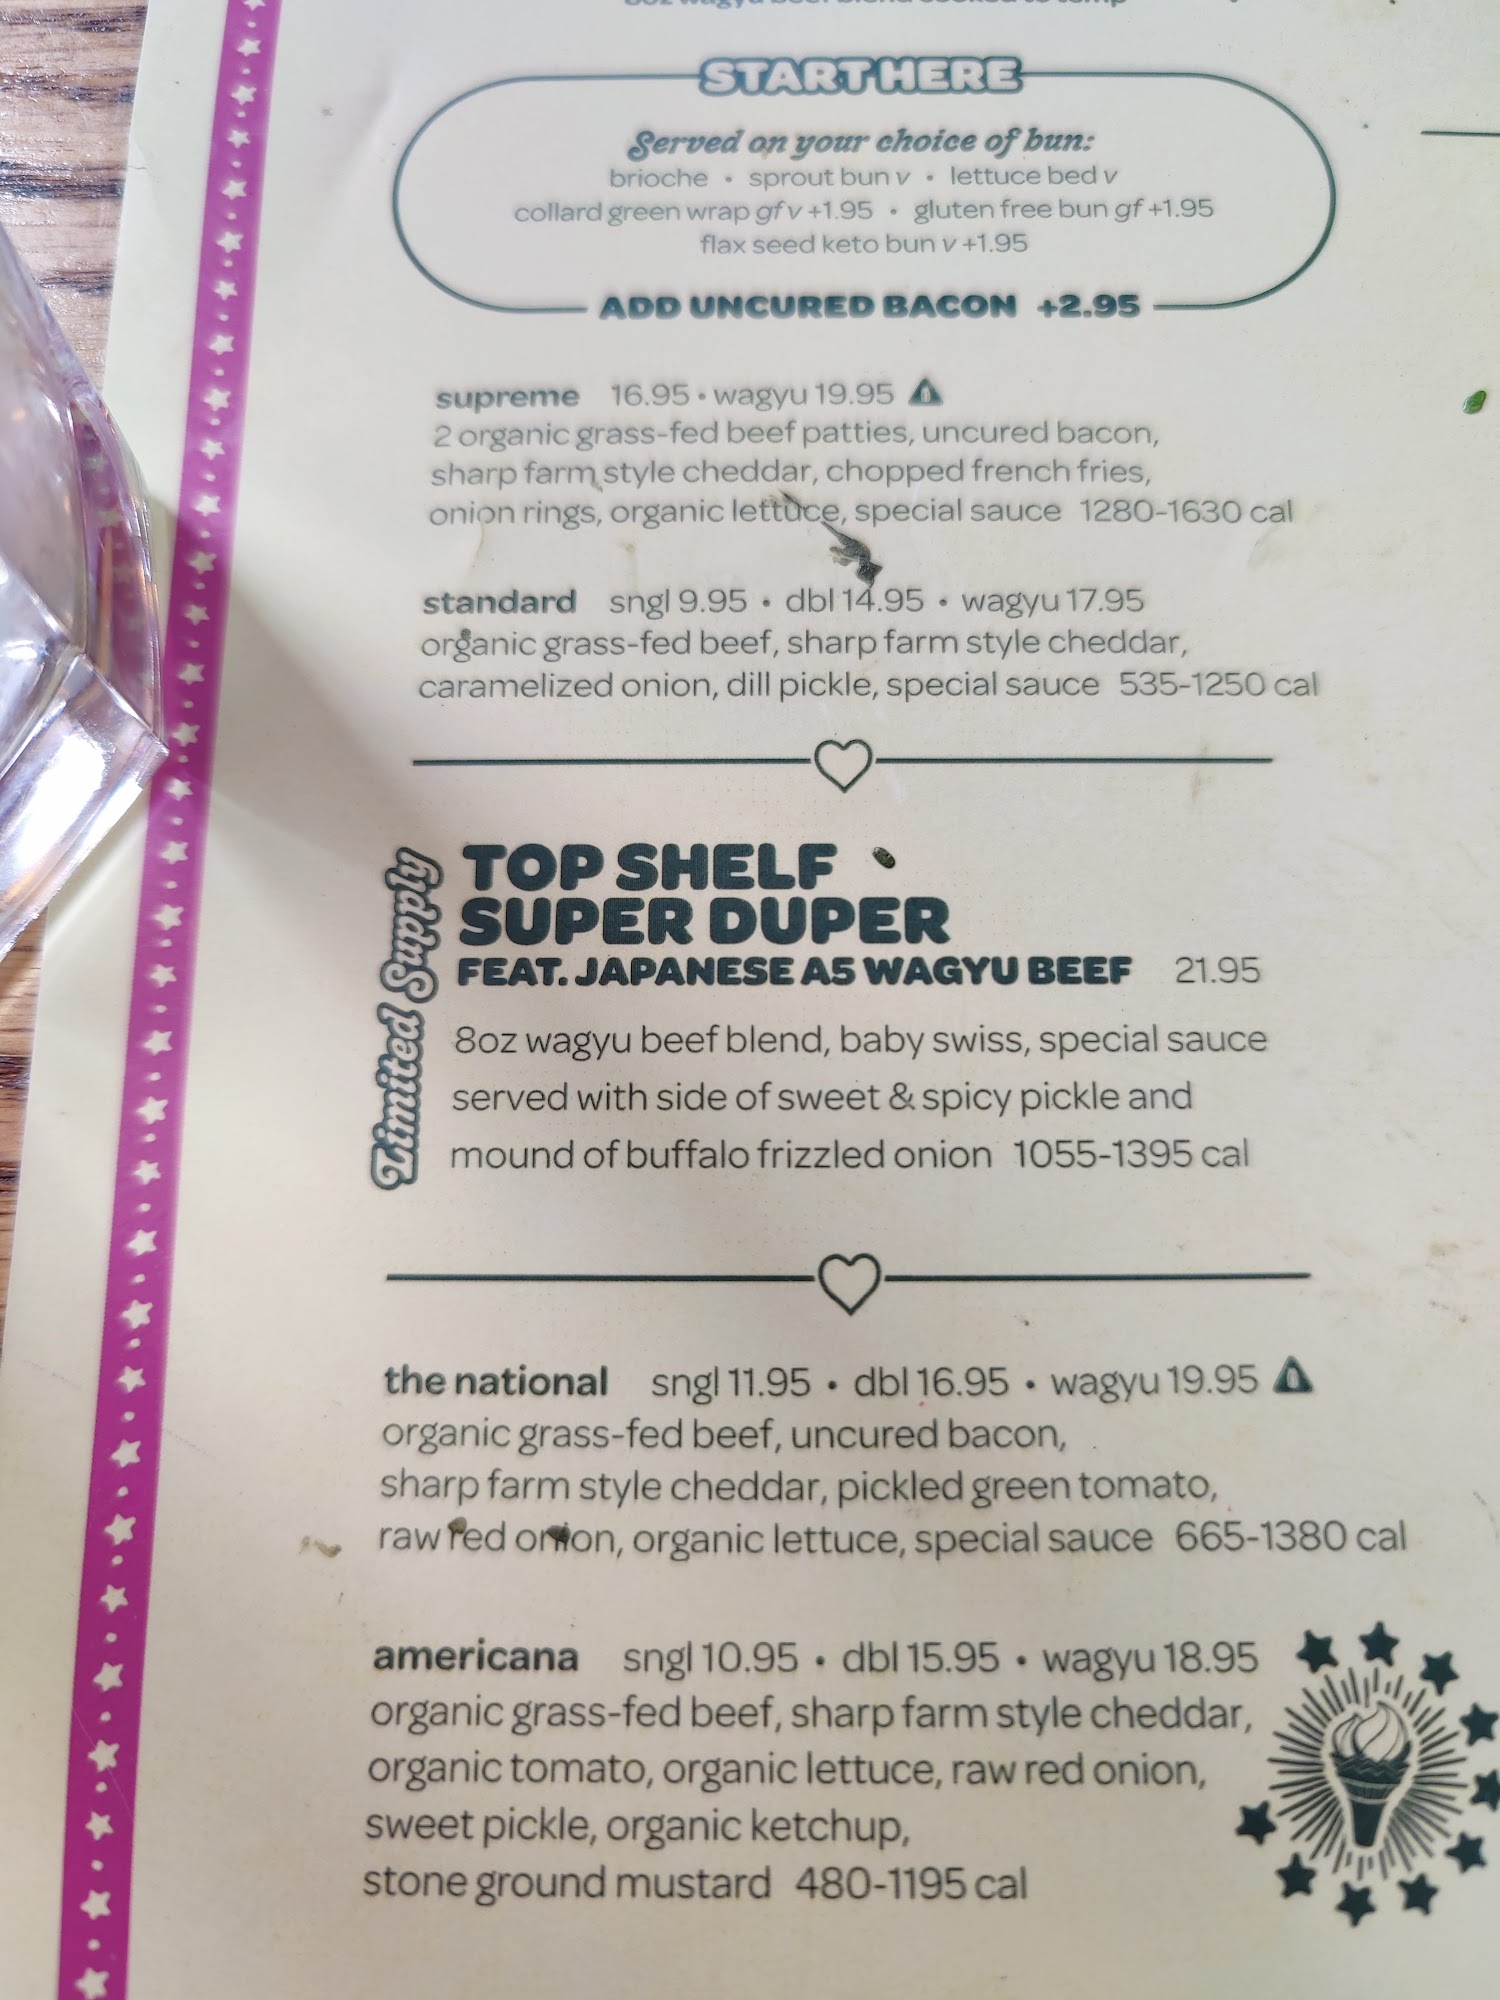 8oz wagyu beef blend cooked to temp
START HERE
Served on your choice of bun:
brioche • sprout bun v • lettuce bed v
collard green wrap gf v +1.95 • gluten free bun gf +1.95
flax seed keto bun v +1.95
ADD UNCURED BACON +2.95
supreme 16.95 • wagyu 19.95
2 organic grass-fed beef patties, uncured bacon,
sharp farm style cheddar, chopped french fries,
onion rings, organic lettuce, special sauce 1280-1630 cal
standard sngl 9.95 • dbl 14.95 • wagyu 17.95
organic grass-fed beef, sharp farm style cheddar,
caramelized onion, dill pickle, special sauce 535-1250 cal
Limited Supply
TOP SHELF
SUPER DUPER
FEAT. JAPANESE A5 WAGYU BEEF 21.95
8oz wagyu beef blend, baby swiss, special sauce
served with side of sweet & spicy pickle and
mound of buffalo frizzled onion 1055-1395 cal
the national sngl 11.95 • dbl 16.95 • wagyu 19.95
organic grass-fed beef, uncured bacon,
sharp farm style cheddar, pickled green tomato,
raw red onion, organic lettuce, special sauce 665-1380 cal
americana sngl 10.95 • dbl 15.95 • wagyu 18.95
organic grass-fed beef, sharp farm style cheddar,
organic tomato, organic lettuce, raw red onion,
sweet pickle, organic ketchup,
stone ground mustard 480-1195 cal